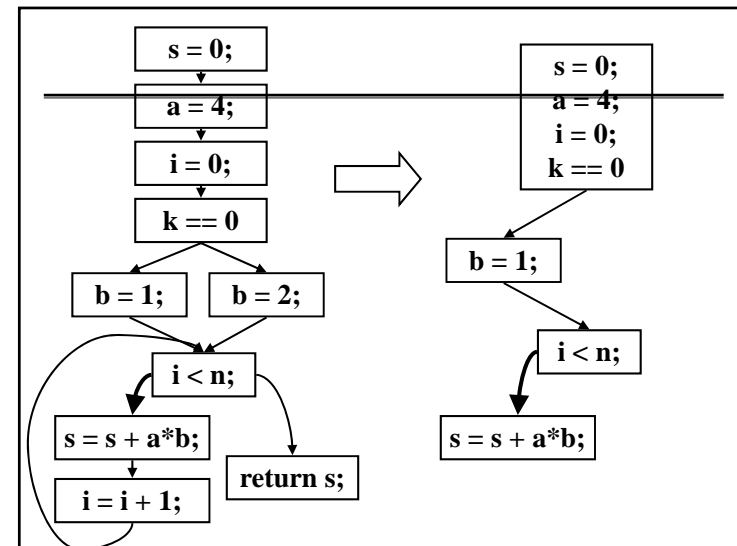 s = 0;
a = 4;
i = 0;
k == 0
b = 1;
b = 2;
i < n;
s = s + a*b;
return s;
i = i + 1;
s = 0;
a = 4;
i = 0;
k == 0
b = 1;
i < n;
s = s + a*b;